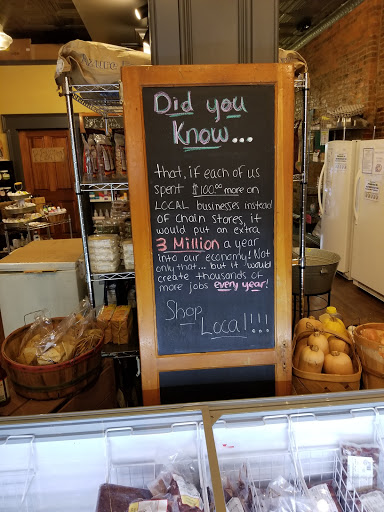 Did you
Know...
that, if each of us
spent $100.00 more on
LOCAL businesses instead
of chain stores, it
would put an extra
3 Million a year
into our economy! Not
only that... but it would
create thousands of
more jobs every year!
Shop
Local!!!!